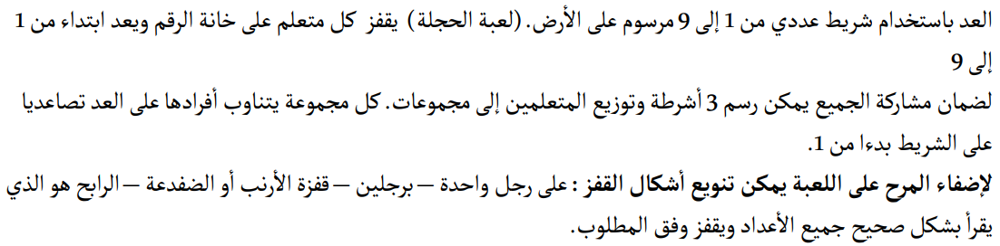 العد باستخدام شريط عددي من 1 إلى 9 مرسوم على الأرض. (لعبة الحجلة) يقفز كل متعلم على خانة الرقم ويعد ابتداء من 1
إلى 9
لضمان مشاركة الجميع يمكن رسم 3 أشرطة وتوزيع المتعلمين إلى مجموعات. كل مجموعة يتناوب أفرادها على العد تصاعديا
على الشريط بدءا من 1.
لإضفاء المرح على اللعبة يمكن تنويع أشكال القفز : على رجل واحدة – برجلين – قفزة الأرنب أو الضفدعة – الرابح هو الذي
يقرأ بشكل صحيح جميع الأعداد ويقفز وفق المطلوب.